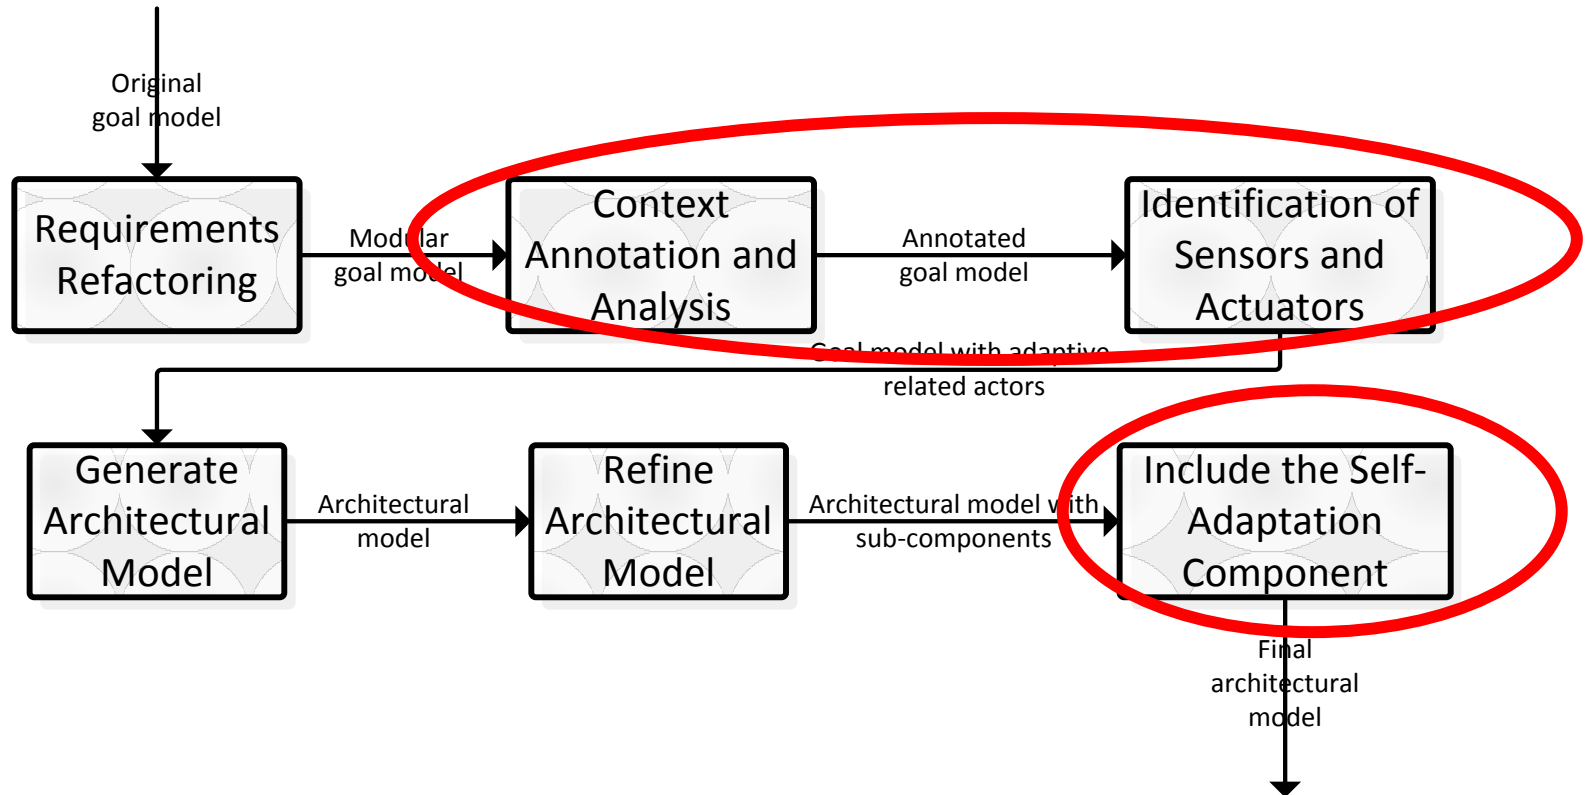 Original
goal model
Requirements
Refactoring
Modular
goal model
Context
Annotation and
Analysis
Annotated
goal model
Identification of
Sensors and
Actuators
Goal model with adaptive
related actors
Generate
Architectural
Model
Architectural
model
Refine
Architectural
Model
Architectural model with
sub-components
Include the Self-
Adaptation
Component
Final
architectural
model